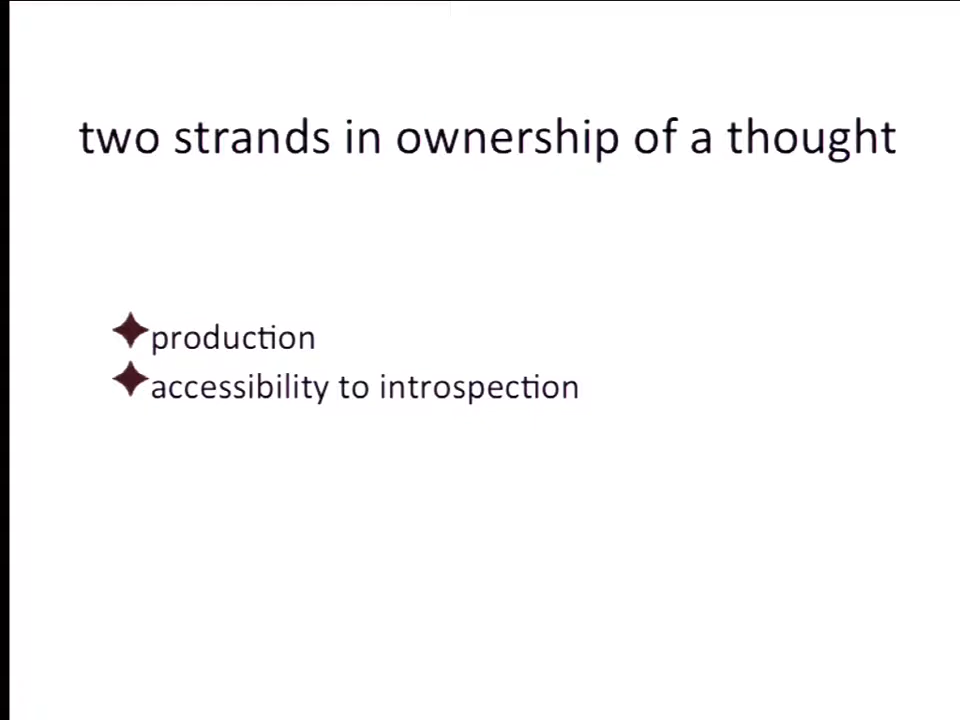 two strands in ownership of a thought
production
accessibility to introspection